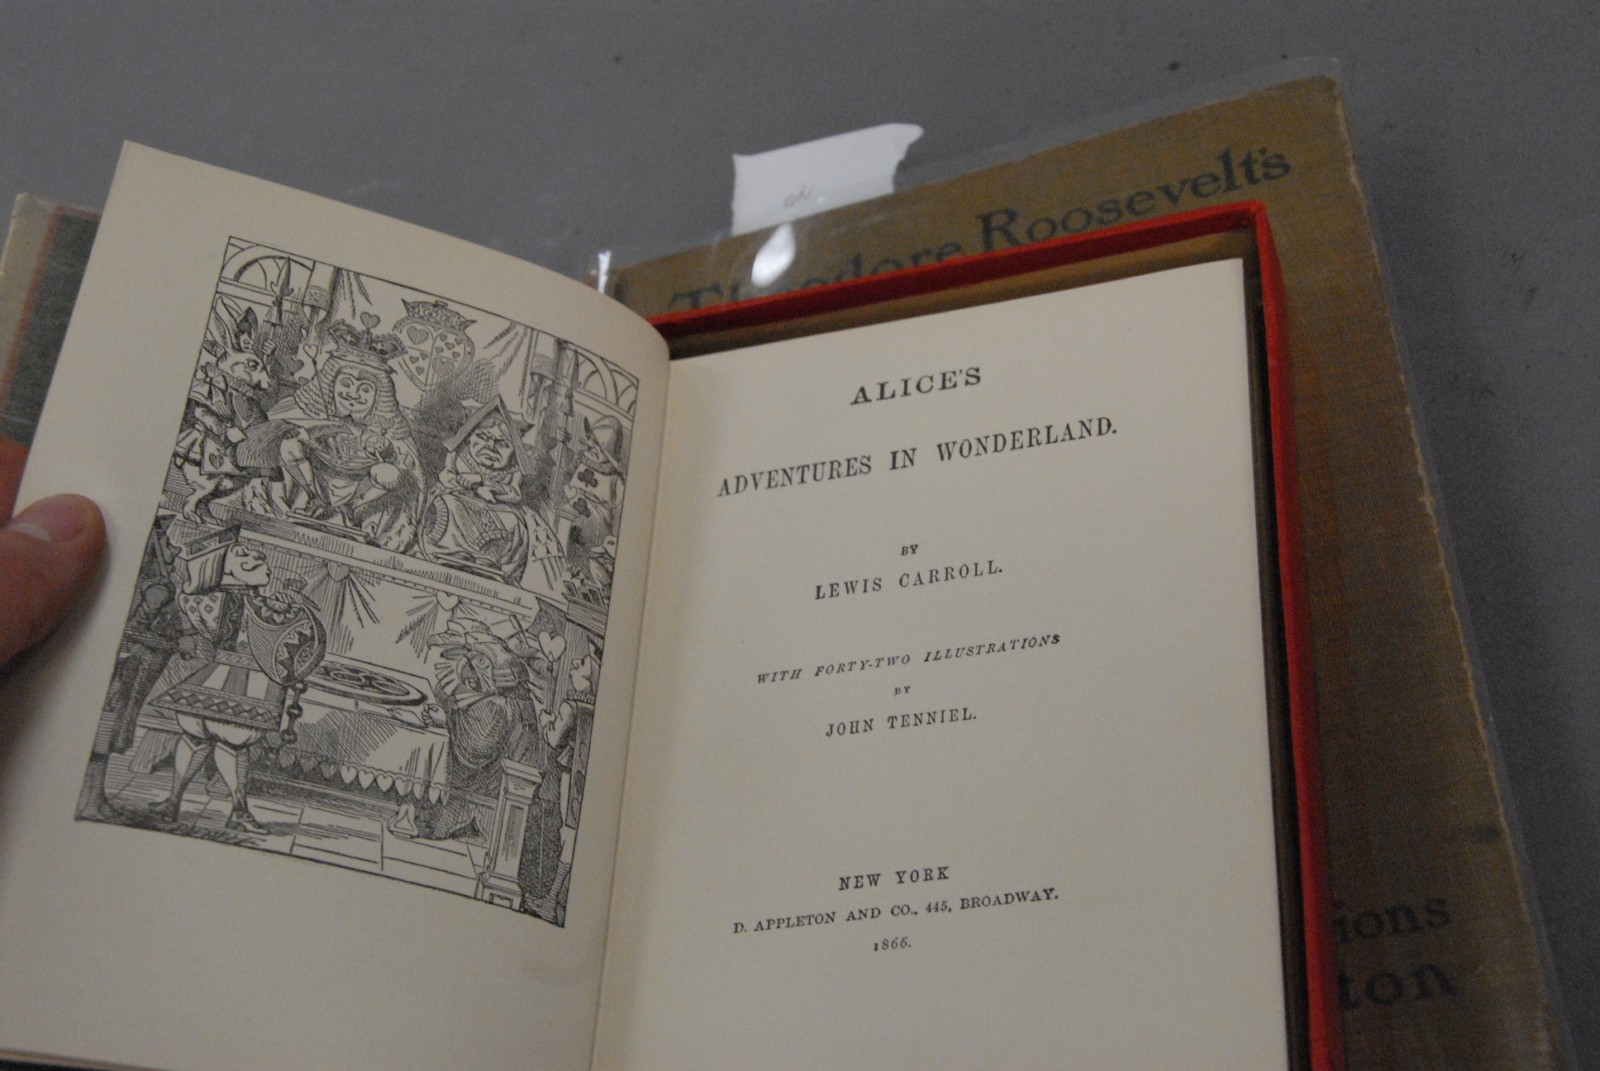 Theodore Roosevelt's
ALICE'S
ADVENTURES IN WONDERLAND.
BY
LEWIS CARROLL.
WITH FORTY-TWO ILLUSTRATIONS
BY
JOHN TENNIEL.
NEW YORK
D. APPLETON AND CO., 445, BROADWAY.
1866.
ions
ton